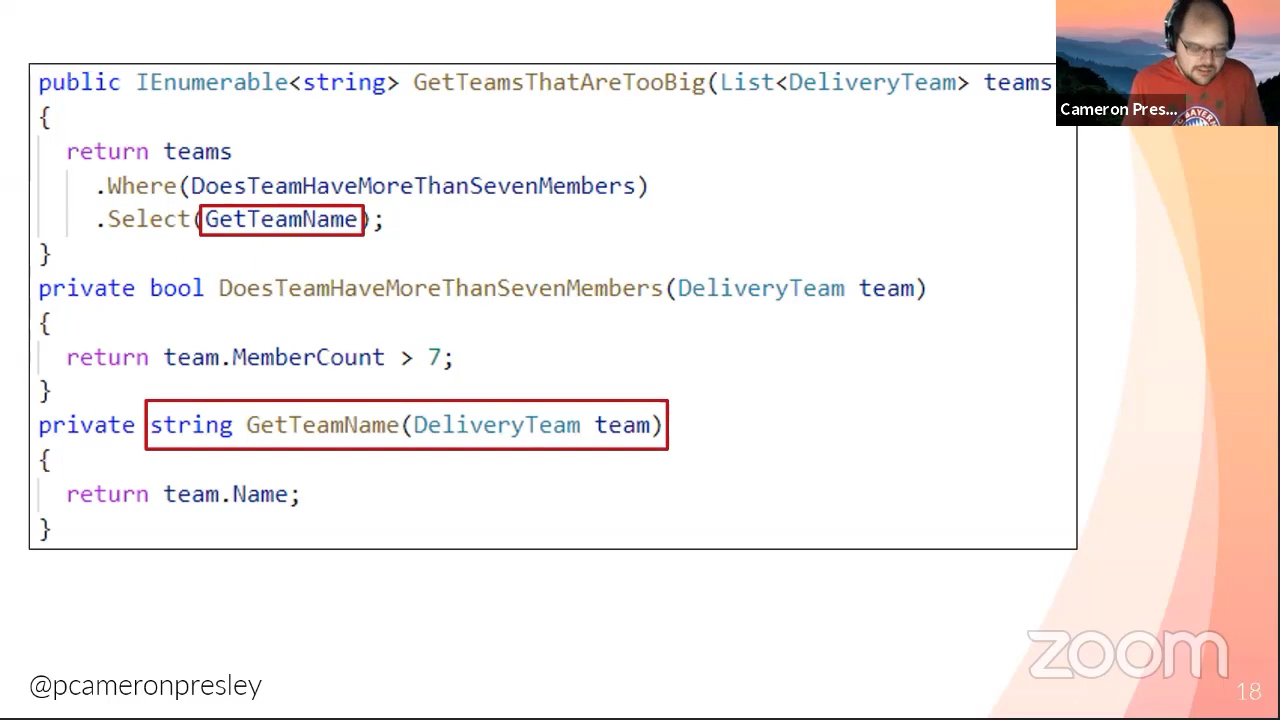 public IEnumerable<string> GetTeamsThatAreTooBig(List<DeliveryTeam> teams
{
return teams
.Where(DoesTeamHaveMoreThanSevenMembers)
.Select(GetTeamName);
}
private bool DoesTeamHaveMoreThanSevenMembers(DeliveryTeam team)
{
return team.MemberCount > 7;
}
private string GetTeamName(DeliveryTeam team)
{
return team.Name;
}
Cameron Pres...
zoom
@pcameronpresley
18